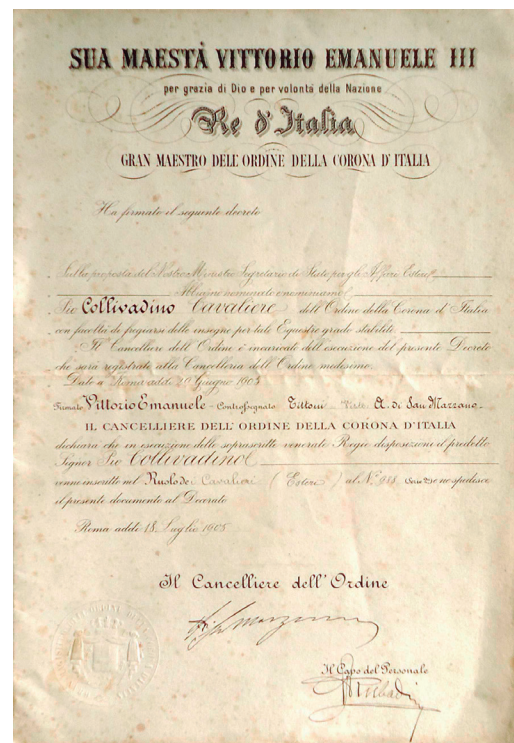 SUA MAESTÀ VITTORIO EMANUELE III
per grazia di Dio e per volontà della Nazione
Re d'Italia
GRAN MAESTRO DELL'ORDINE DELLA CORONA D'ITALIA
Ha firmato il seguente decreto
Sulla proposta del Nostro Ministro Segretario di Stato per gli Affari Esteri
Abbiamo nominato e nominiamo
Pio Collivadino Cavaliere dell'Ordine della Corona d'Italia
con facoltà di fregiarsi delle insegne per tale Equestre grado stabilite.
Il Cancelliere dell'Ordine è incaricato dell'esecuzione del presente Decreto
che sarà registrato alla Cancelleria dell'Ordine medesimo.
Dato a Roma addì 20 Giugno 1905
Firmato Vittorio Emanuele - Controsegnato Tittoni - Visto A. di San Marzano -
IL CANCELLIERE DELL'ORDINE DELLA CORONA D'ITALIA
dichiara che in esecuzione delle soprascritte venerate Regie disposizioni il predetto
Signor Pio Collivadino
venne inscritto nel Ruolo dei Cavalieri (Esteri) al N.º 988 e ne spedisce
il presente documento al Decorato
Roma addì 18 Luglio 1905
Il Cancelliere dell'Ordine
Il Capo del Personale